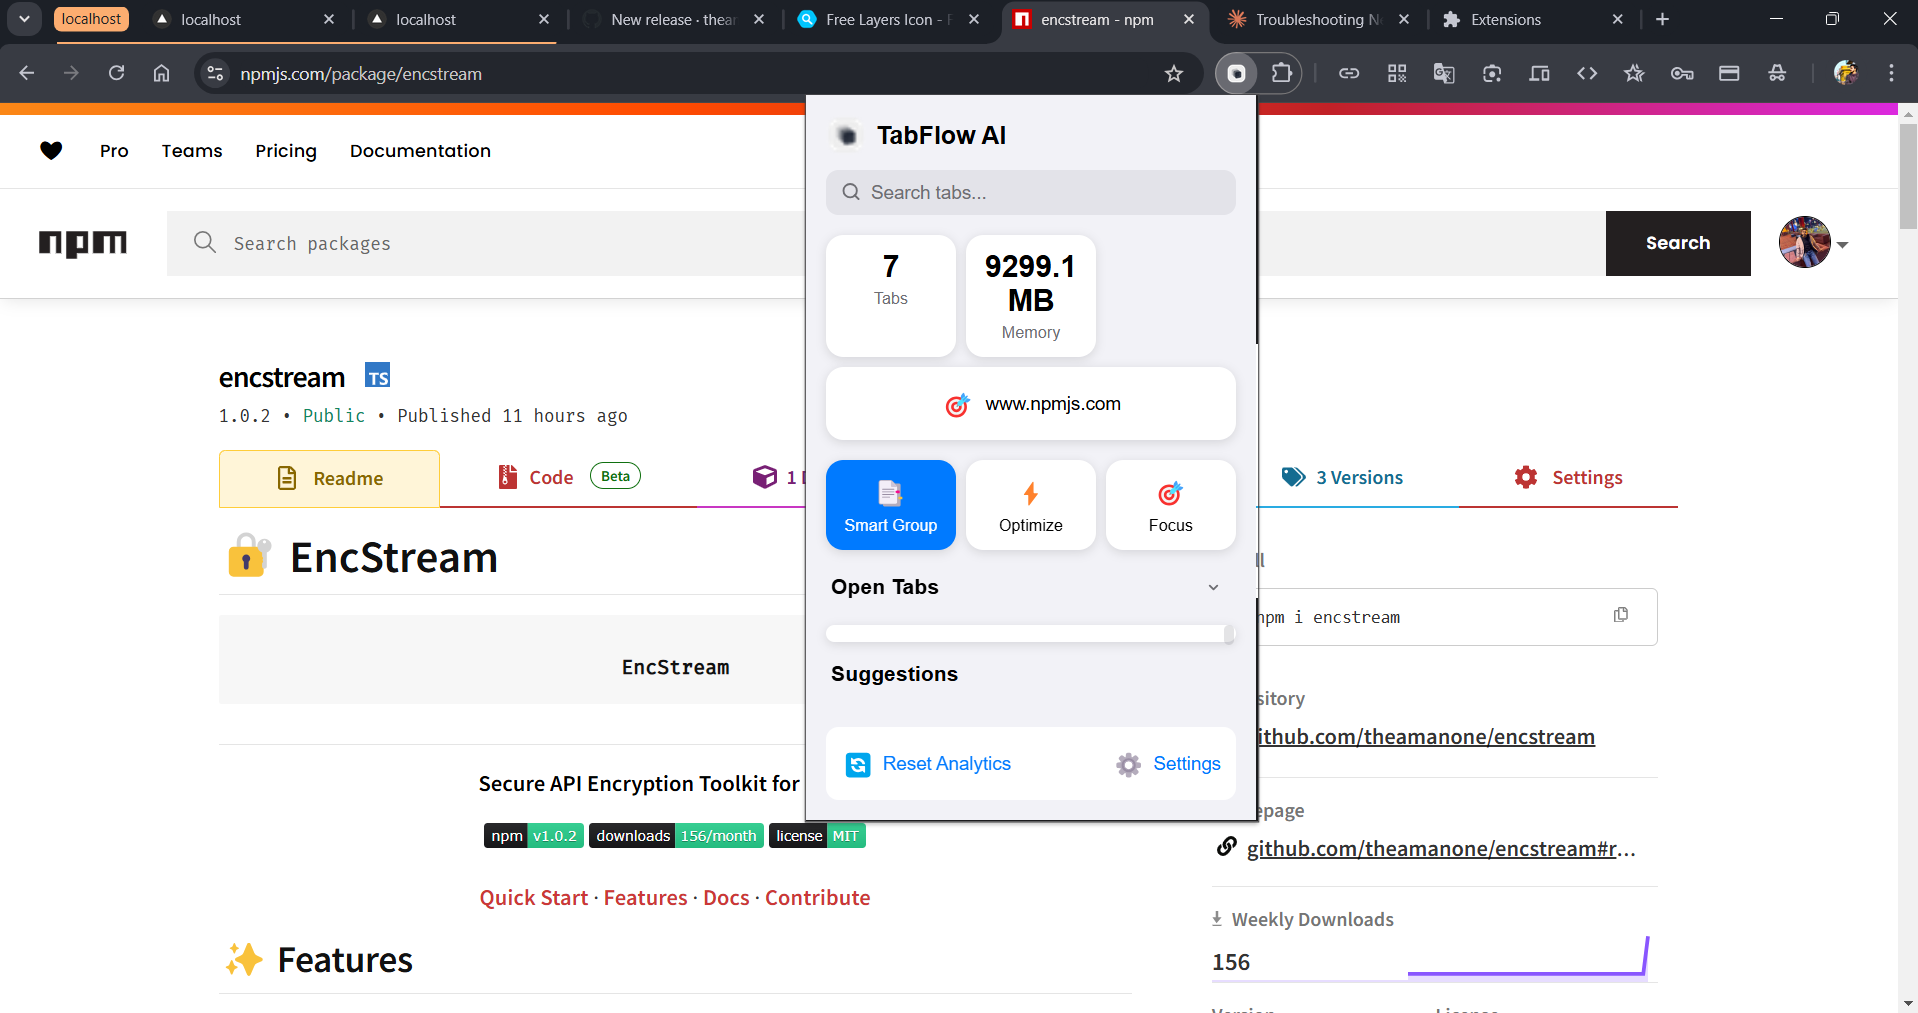 localhost
localhost
localhost
New release · thear
Free Layers Icon - F
encstream - npm
Troubleshooting N
Extensions
npmjs.com/package/encstream
Pro
Teams
Pricing
Documentation
npm
Search packages
Search
TabFlow AI
Search tabs...
7
Tabs
9299.1
MB
Memory
www.npmjs.com
Smart Group
Optimize
Focus
Open Tabs
Suggestions
Reset Analytics
Settings
encstream
TS
1.0.2 • Public • Published 11 hours ago
Readme
Code
Beta
1 D
3 Versions
Settings
EncStream
EncStream
Secure API Encryption Toolkit for
npm v1.0.2
downloads 156/month
license MIT
Quick Start · Features · Docs · Contribute
Features
ll
npm i encstream
sitory
ithub.com/theamanone/encstream
epage
github.com/theamanone/encstream#r...
Weekly Downloads
156